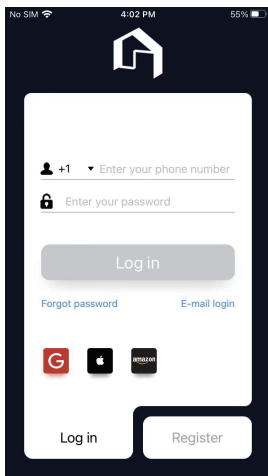 No SIM 4:02 PM 55%
+1 Enter your phone number
Enter your password
Log in
Forgot password E-mail login
G amazon
Log in Register